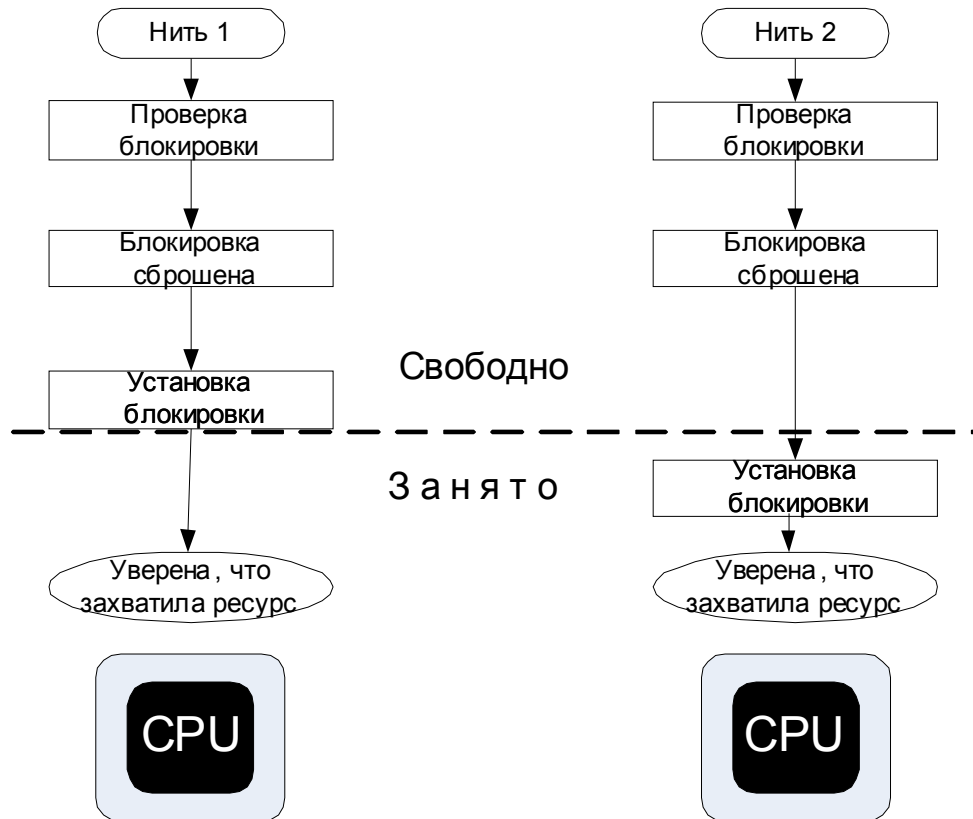 Нить 1
Проверка
блокировки
Блокировка
сброшена
Установка
блокировки
Уверена, что
захватила ресурс
CPU
Свободно
Занято
Нить 2
Проверка
блокировки
Блокировка
сброшена
Установка
блокировки
Уверена, что
захватила ресурс
CPU